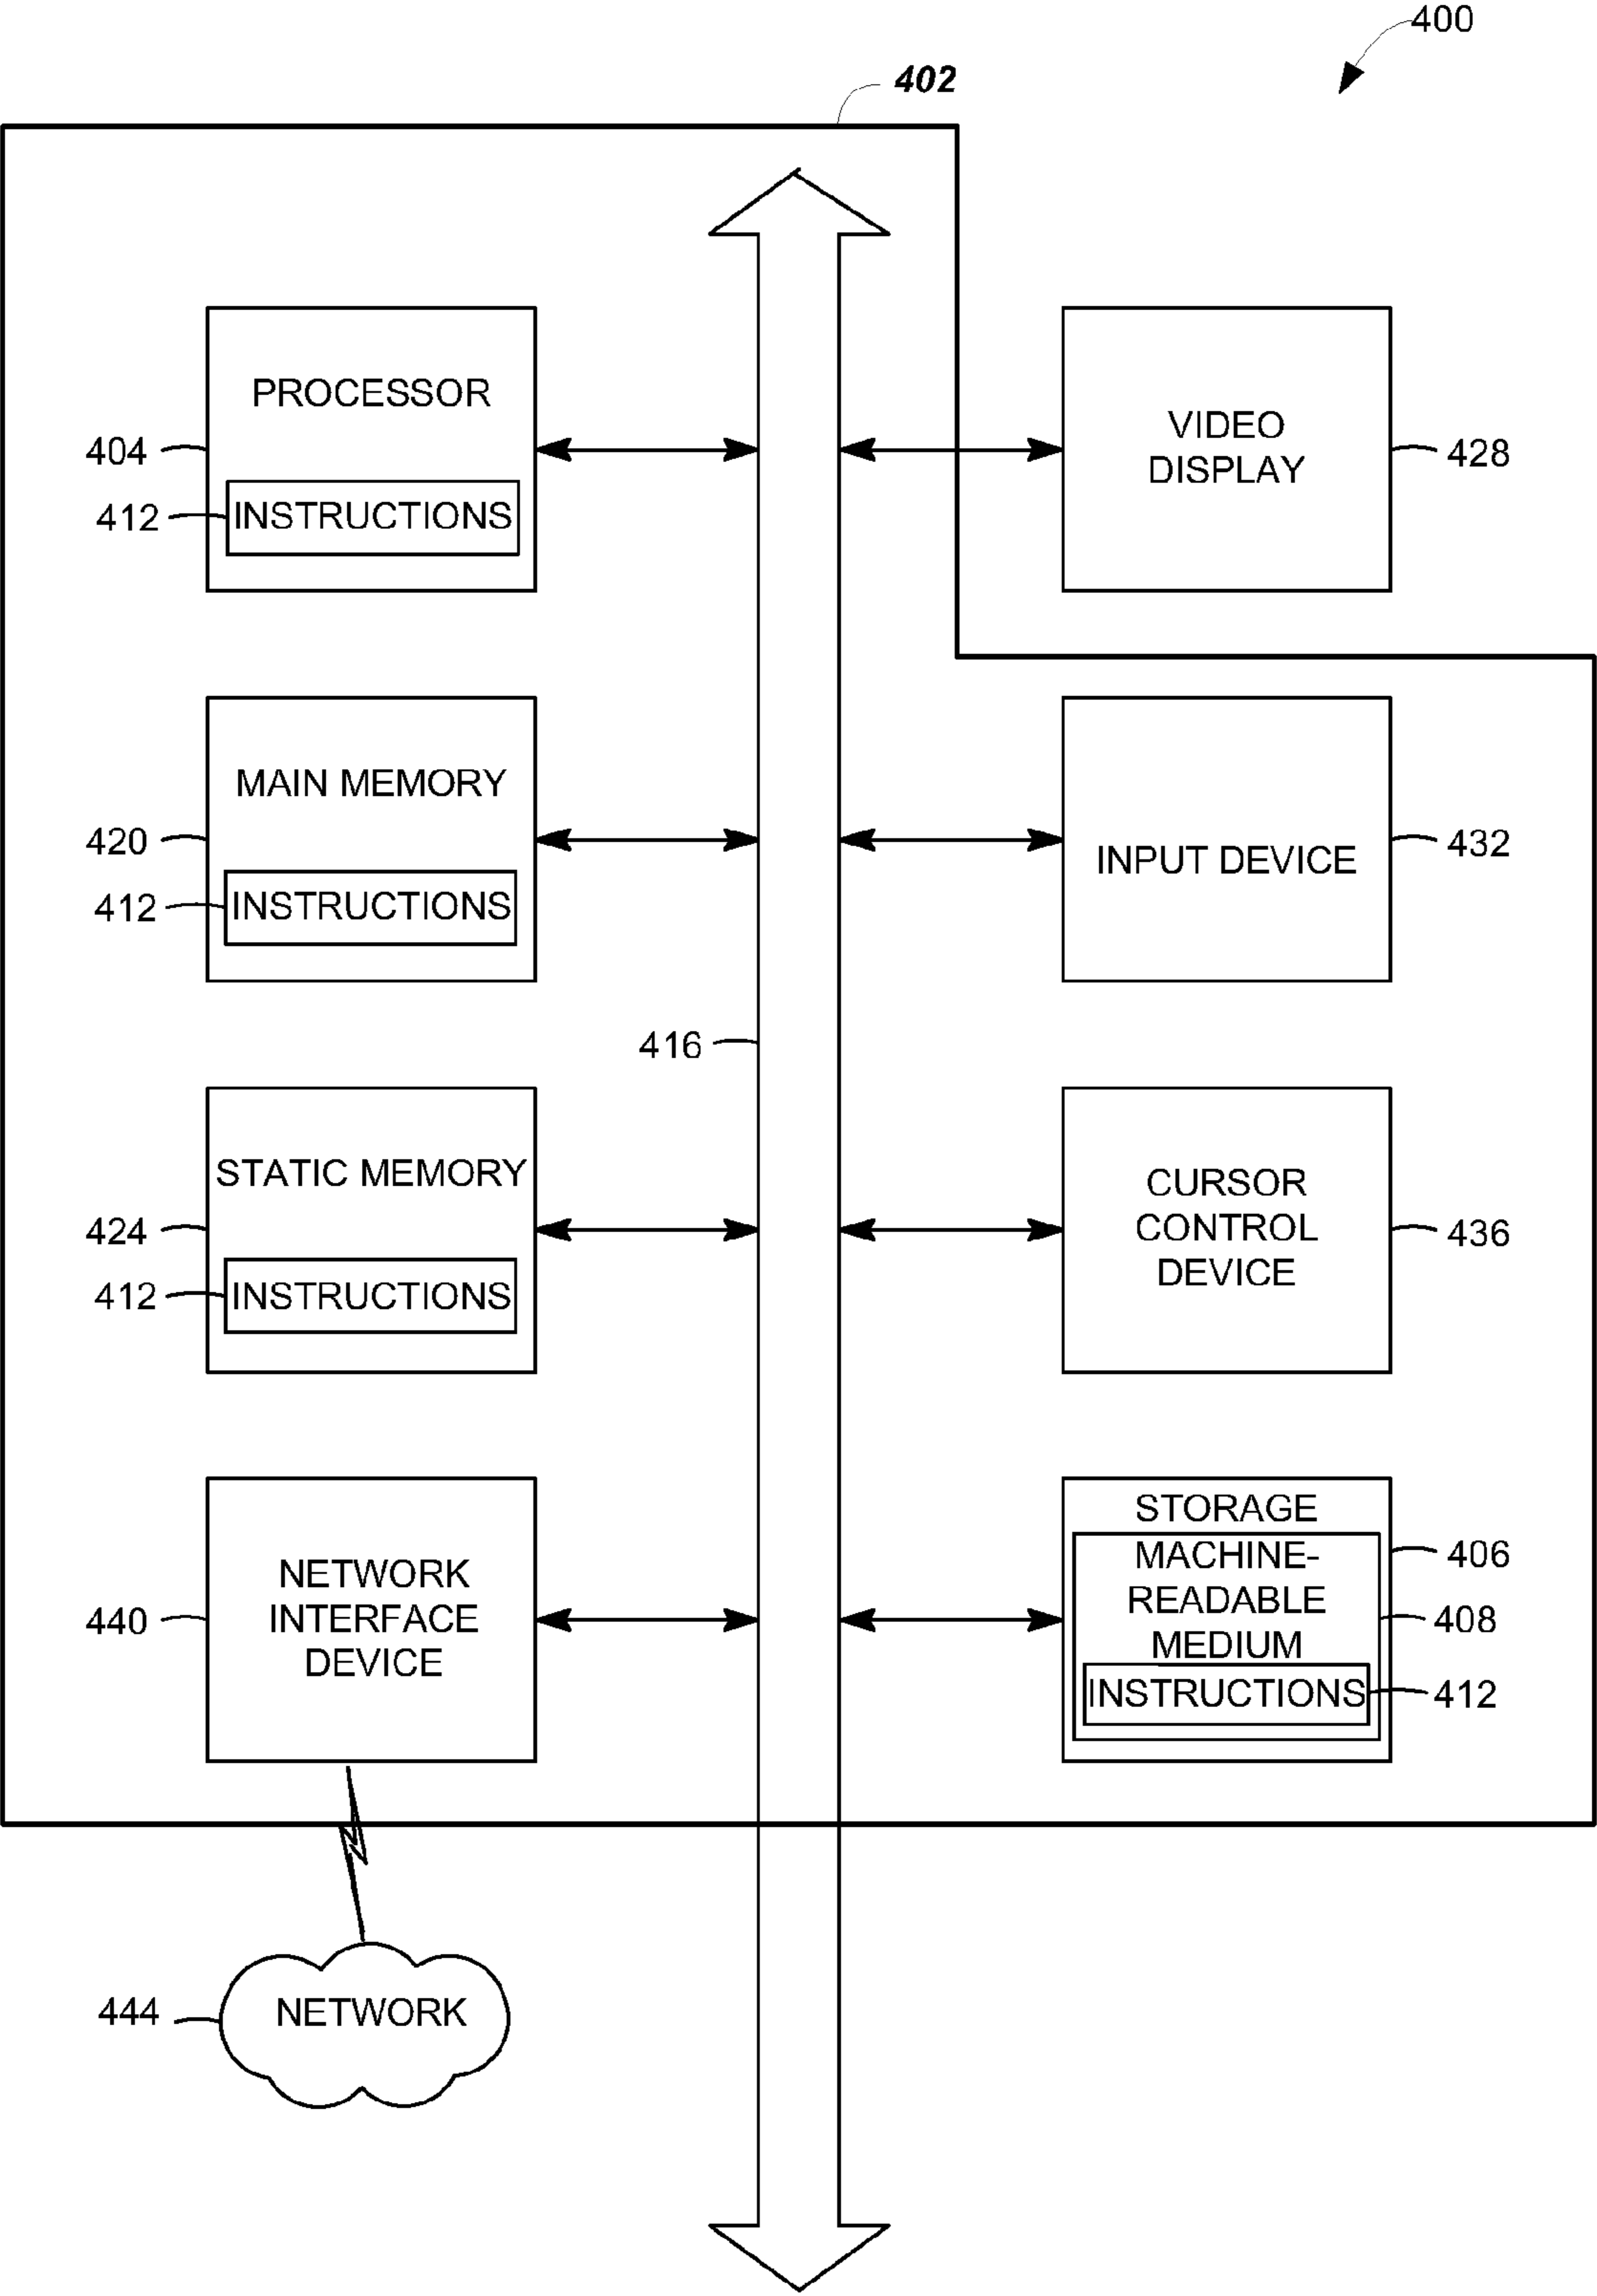 400
402
PROCESSOR
404
412
INSTRUCTIONS
VIDEO
DISPLAY
428
MAIN MEMORY
420
412
INSTRUCTIONS
INPUT DEVICE
432
416
STATIC MEMORY
424
412
INSTRUCTIONS
CURSOR
CONTROL
DEVICE
436
NETWORK
INTERFACE
DEVICE
440
STORAGE
MACHINE-
READABLE
MEDIUM
INSTRUCTIONS
406
408
412
444
NETWORK